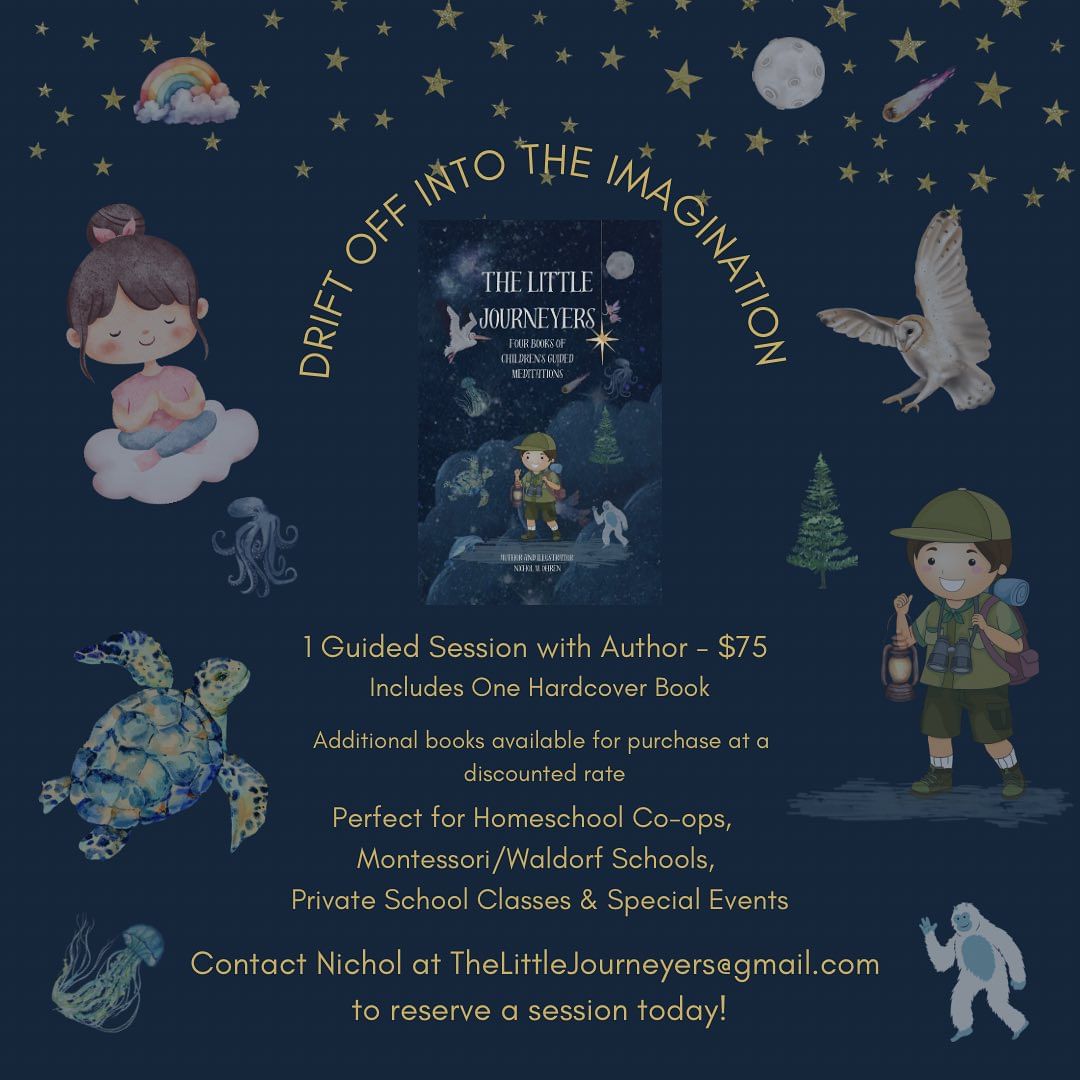 DRIFT OFF INTO THE IMAGINATION
THE LITTLE
JOURNEYERS
FOUR BOOKS OF
CHILDREN'S GUIDED
MEDITATIONS
AUTHOR AND ILLUSTRATOR
NICHOL M. OEHREN
1 Guided Session with Author - $75
Includes One Hardcover Book
Additional books available for purchase at a
discounted rate
Perfect for Homeschool Co-ops,
Montessori/Waldorf Schools,
Private School Classes & Special Events
Contact Nichol at TheLittleJourneyers@gmail.com
to reserve a session today!